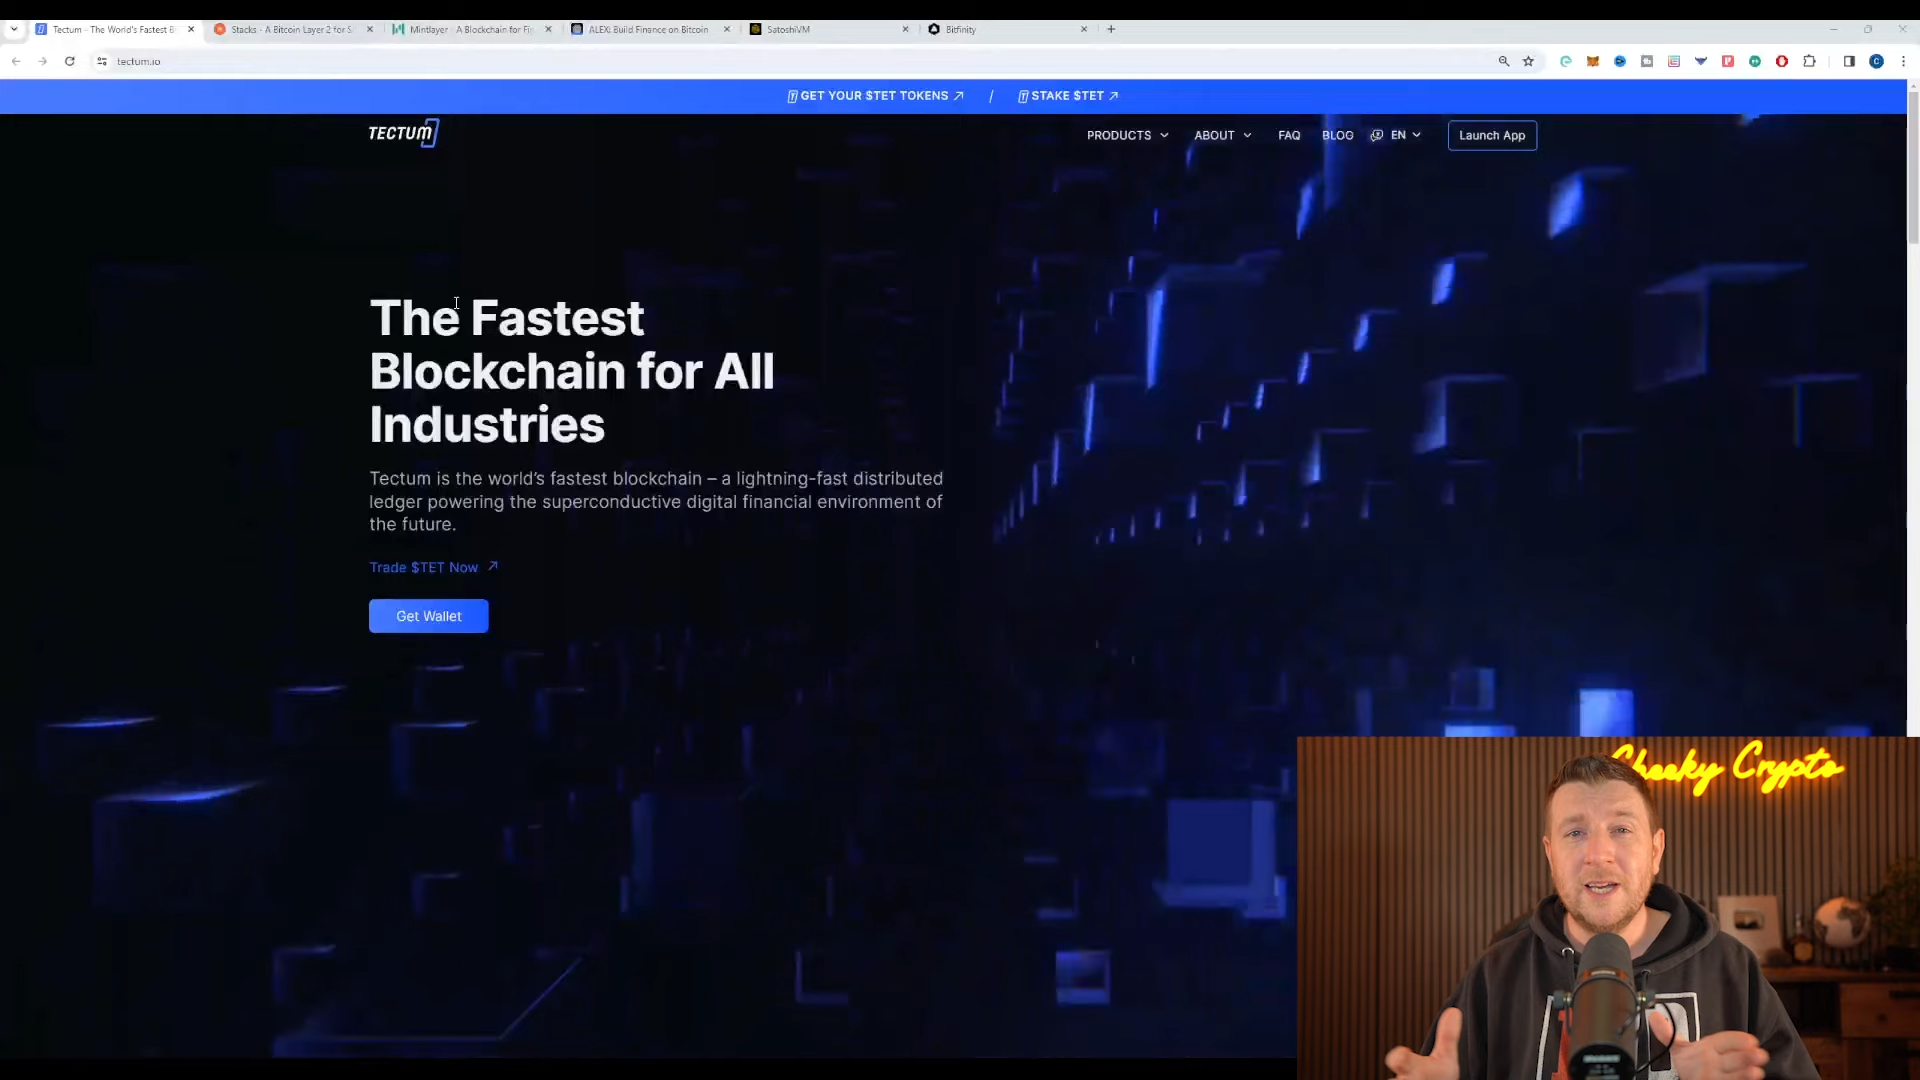 Tectum - The World's Fastest B
Stacks - A Bitcoin Layer 2 for S
Mintlayer - A Blockchain for Fi
ALEX| Build Finance on Bitcoin
SatoshiVM
Bitfinity
tectum.io
GET YOUR $TET TOKENS / STAKE $TET
TECTUM
PRODUCTS ABOUT FAQ BLOG EN Launch App
The Fastest
Blockchain for All
Industries
Tectum is the world's fastest blockchain – a lightning-fast distributed
ledger powering the superconductive digital financial environment of
the future.
Trade $TET Now
Get Wallet
Cheeky Crypto